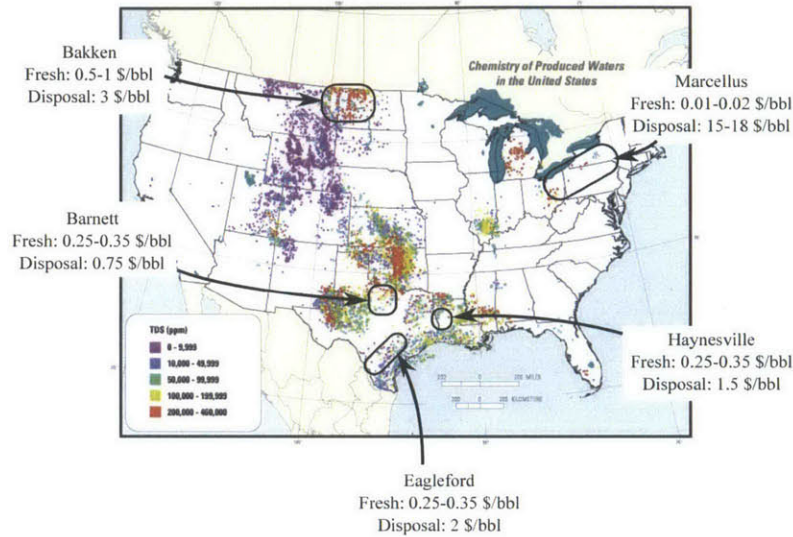 Bakken
Fresh: 0.5-1 $/bbl
Disposal: 3 $/bbl
Chemistry of Produced Waters
in the United States
Marcellus
Fresh: 0.01-0.02 $/bbl
Disposal: 15-18 $/bbl
Barnett
Fresh: 0.25-0.35 $/bbl
Disposal: 0.75 $/bbl
TDS (ppm)
0 - 9,999
10,000 - 49,999
50,000 - 99,999
100,000 - 199,999
200,000 - 460,000
Haynesville
Fresh: 0.25-0.35 $/bbl
Disposal: 1.5 $/bbl
Eagleford
Fresh: 0.25-0.35 $/bbl
Disposal: 2 $/bbl